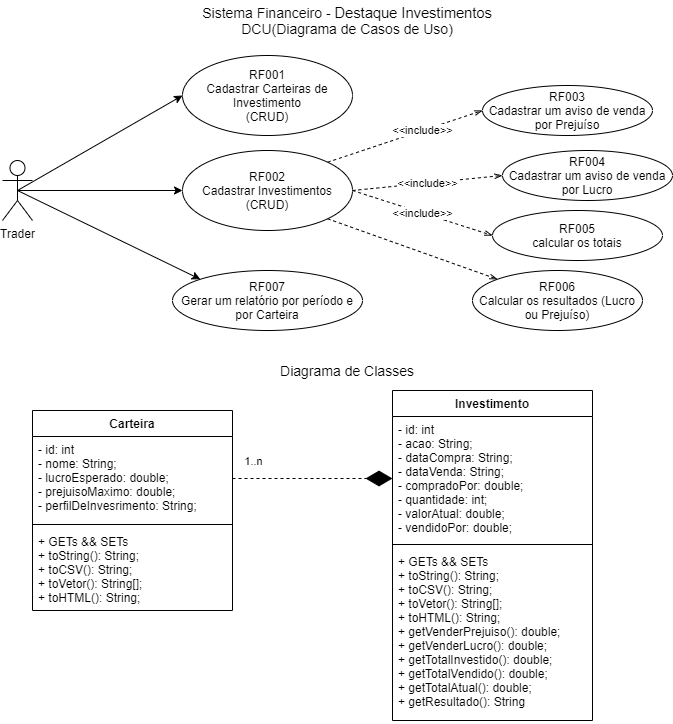 Sistema Financeiro - Destaque Investimentos
DCU(Diagrama de Casos de Uso)
RF001
Cadastrar Carteiras de
Investimento
(CRUD)
RF003
Cadastrar um aviso de venda
por Prejuíso
<<include>>
RF002
Cadastrar Investimentos
(CRUD)
RF004
Cadastrar um aviso de venda
por Lucro
<<include>>
<<include>>
RF005
calcular os totais
Trader
RF007
Gerar um relatório por período e
por Carteira
RF006
Calcular os resultados (Lucro
ou Prejuíso)
Diagrama de Classes
Carteira
- id: int
- nome: String;
- lucroEsperado: double;
- prejuisoMaximo: double;
- perfilDeInvesrimento: String;
+ GETs && SETs
+ toString(): String;
+ toCSV(): String;
+ toVetor(): String[];
+ toHTML(): String;
1..n
Investimento
- id: int
- acao: String;
- dataCompra: String;
- dataVenda: String;
- compradoPor: double;
- quantidade: int;
- valorAtual: double;
- vendidoPor: double;
+ GETs && SETs
+ toString(): String;
+ toCSV(): String;
+ toVetor(): String[];
+ toHTML(): String;
+ getVenderPrejuiso(): double;
+ getVenderLucro(): double;
+ getTotalInvestido(): double;
+ getTotalVendido(): double;
+ getTotalAtual(): double;
+ getResultado(): String